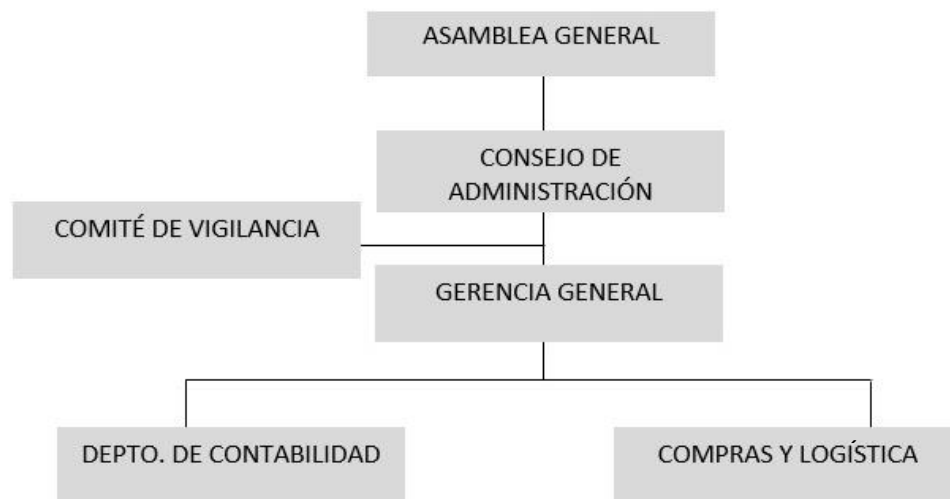 ASAMBLEA GENERAL
CONSEJO DE
ADMINISTRACIÓN
COMITÉ DE VIGILANCIA
GERENCIA GENERAL
DEPTO. DE CONTABILIDAD
COMPRAS Y LOGÍSTICA